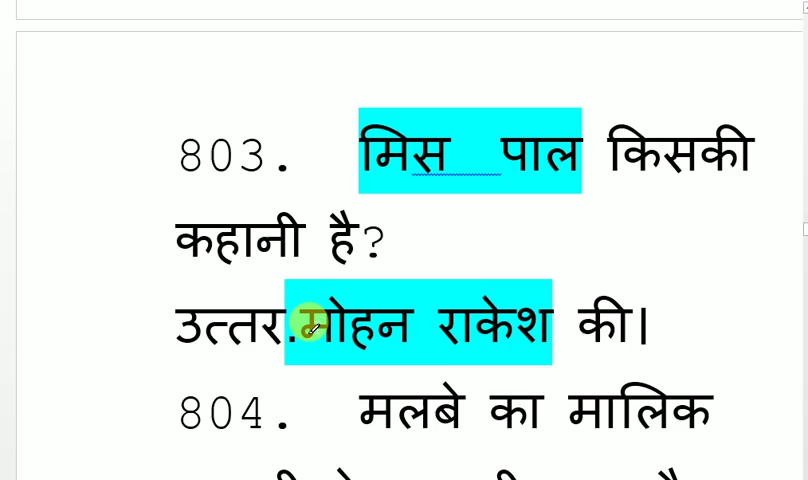 803. मिस पाल किसकी
कहानी है?
उत्तर.मोहन राकेश की।
804. मलबे का मालिक